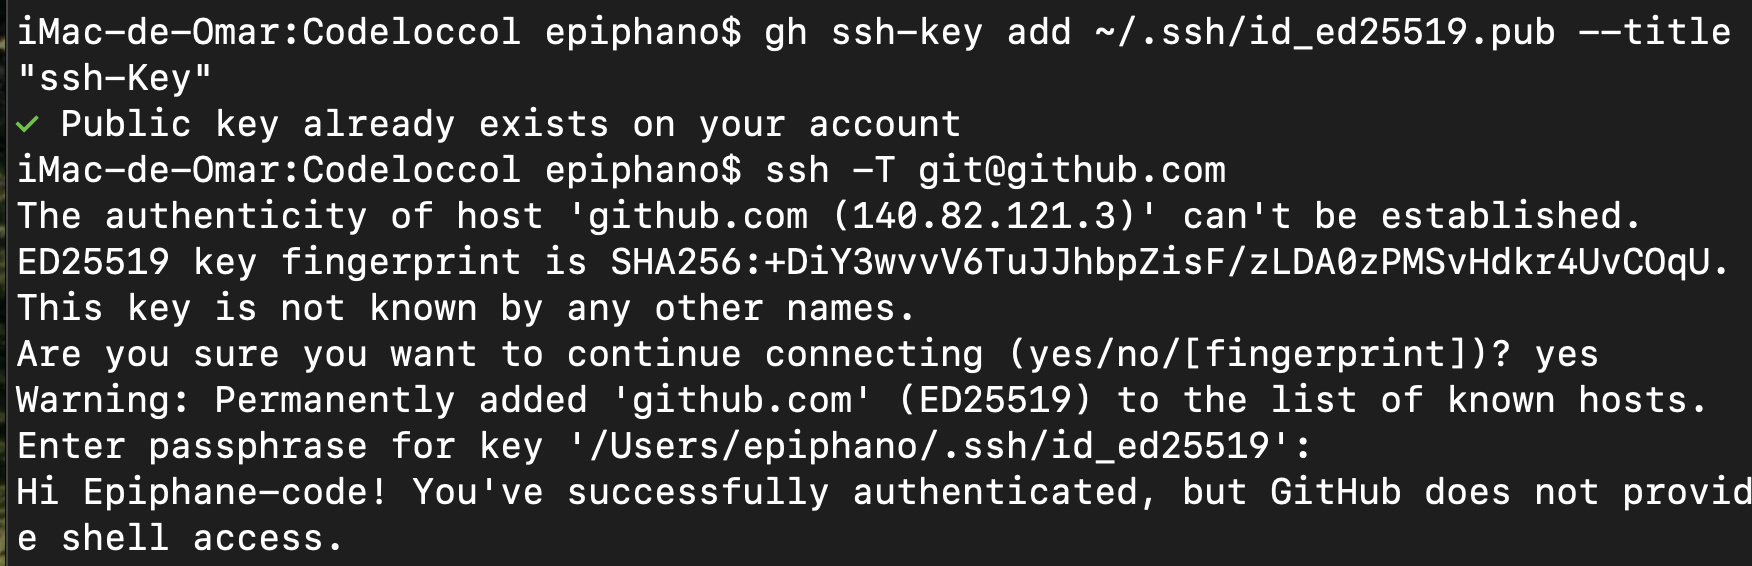 iMac-de-Omar:Codeloccol epiphano$ gh ssh-key add ~/.ssh/id_ed25519.pub --title
"ssh-Key"
✓ Public key already exists on your account
iMac-de-Omar:Codeloccol epiphano$ ssh -T git@github.com
The authenticity of host 'github.com (140.82.121.3)' can't be established.
ED25519 key fingerprint is SHA256:+DiY3wvvV6TuJJhbpZisF/zLDA0zPMSvHdkr4UvCOqU.
This key is not known by any other names.
Are you sure you want to continue connecting (yes/no/[fingerprint])? yes
Warning: Permanently added 'github.com' (ED25519) to the list of known hosts.
Enter passphrase for key '/Users/epiphano/.ssh/id_ed25519':
Hi Epiphane-code! You've successfully authenticated, but GitHub does not provid
e shell access.